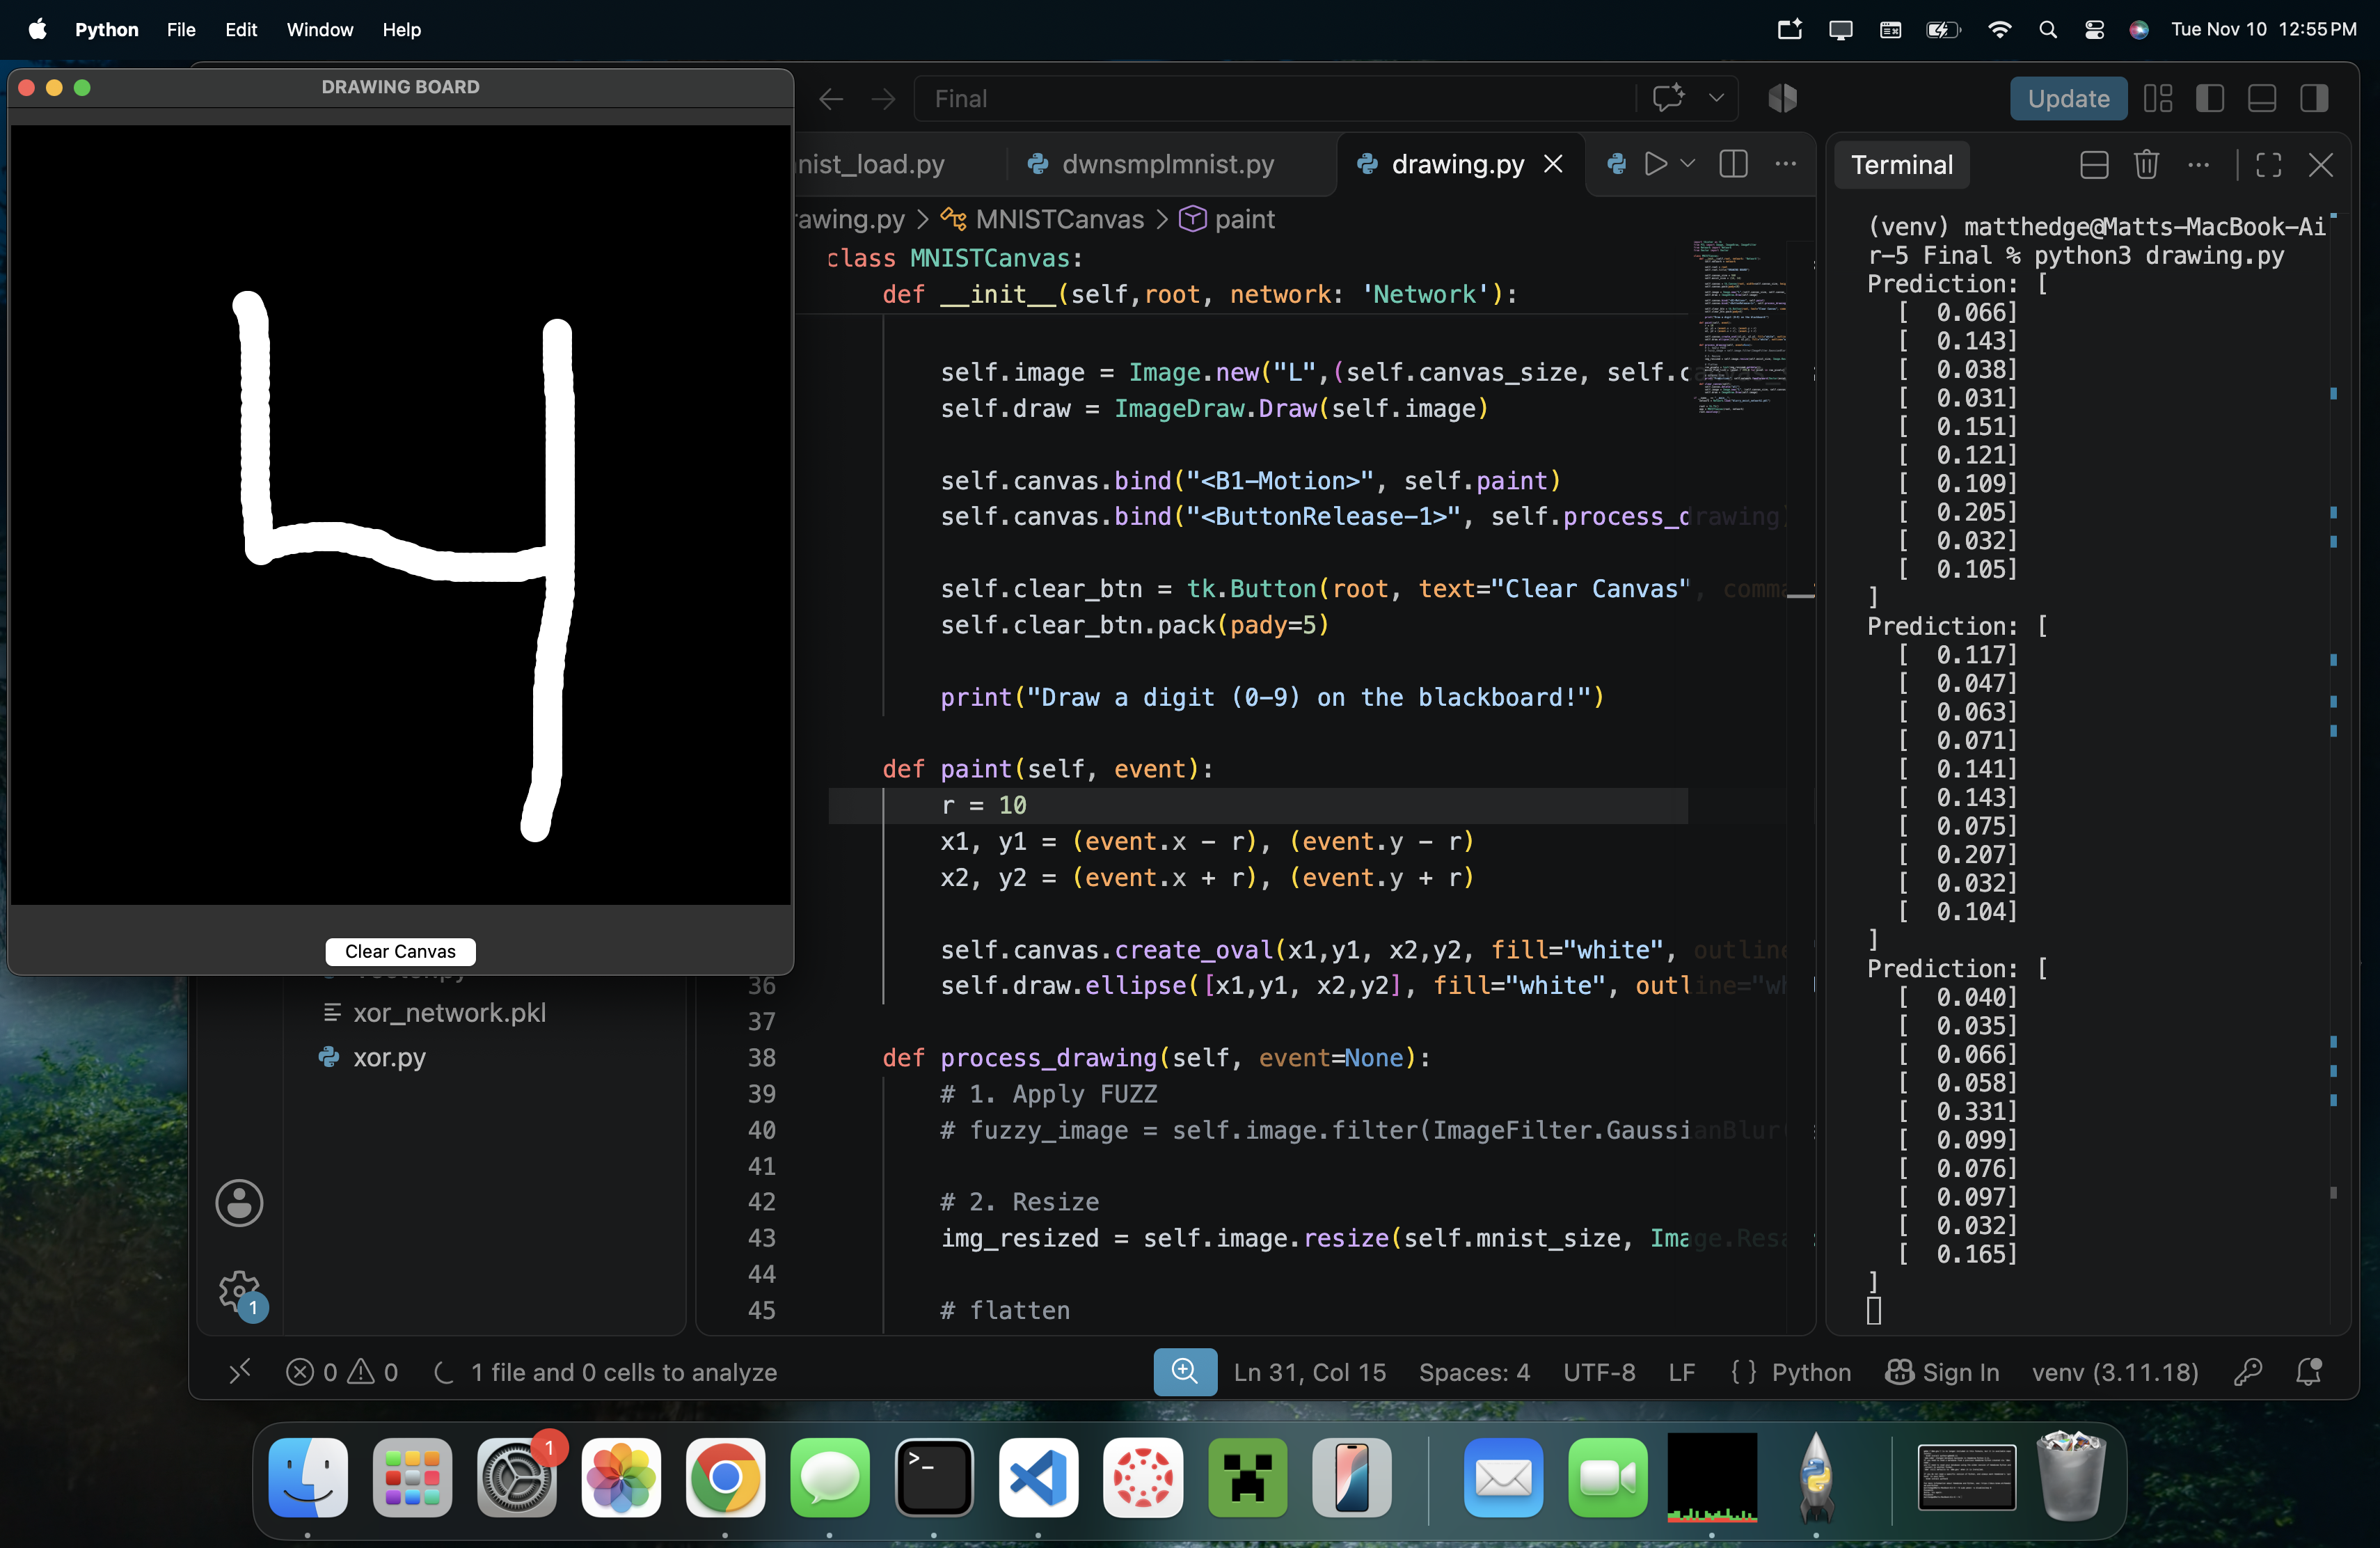 Python File Edit Window Help
Tue Nov 10 12:55 PM
DRAWING BOARD
4
Clear Canvas
xor_network.pkl
xor.py
1
Final
Update
nist_load.py
dwnsmplmnist.py
drawing.py
rawing.py > MNISTCanvas > paint
class MNISTCanvas:
def __init__(self,root, network: 'Network'):
self.image = Image.new("L",(self.canvas_size, self.c
self.draw = ImageDraw.Draw(self.image)
self.canvas.bind("<B1-Motion>", self.paint)
self.canvas.bind("<ButtonRelease-1>", self.process_drawing)
self.clear_btn = tk.Button(root, text="Clear Canvas", comma
self.clear_btn.pack(pady=5)
print("Draw a digit (0-9) on the blackboard!")
def paint(self, event):
r = 10
x1, y1 = (event.x - r), (event.y - r)
x2, y2 = (event.x + r), (event.y + r)
self.canvas.create_oval(x1,y1, x2,y2, fill="white", outline
36 self.draw.ellipse([x1,y1, x2,y2], fill="white", outline="wh
37
38 def process_drawing(self, event=None):
39 # 1. Apply FUZZ
40 # fuzzy_image = self.image.filter(ImageFilter.GaussianBlur(
41
42 # 2. Resize
43 img_resized = self.image.resize(self.mnist_size, Image.Resa
44
45 # flatten
Terminal
(venv) matthedge@Matts-MacBook-Ai
r-5 Final % python3 drawing.py
Prediction: [
[ 0.066]
[ 0.143]
[ 0.038]
[ 0.031]
[ 0.151]
[ 0.121]
[ 0.109]
[ 0.205]
[ 0.032]
[ 0.105]
]
Prediction: [
[ 0.117]
[ 0.047]
[ 0.063]
[ 0.071]
[ 0.141]
[ 0.143]
[ 0.075]
[ 0.207]
[ 0.032]
[ 0.104]
]
Prediction: [
[ 0.040]
[ 0.035]
[ 0.066]
[ 0.058]
[ 0.331]
[ 0.099]
[ 0.076]
[ 0.097]
[ 0.032]
[ 0.165]
]
0 0 1 file and 0 cells to analyze
Ln 31, Col 15 Spaces: 4 UTF-8 LF {} Python Sign In venv (3.11.18)
1